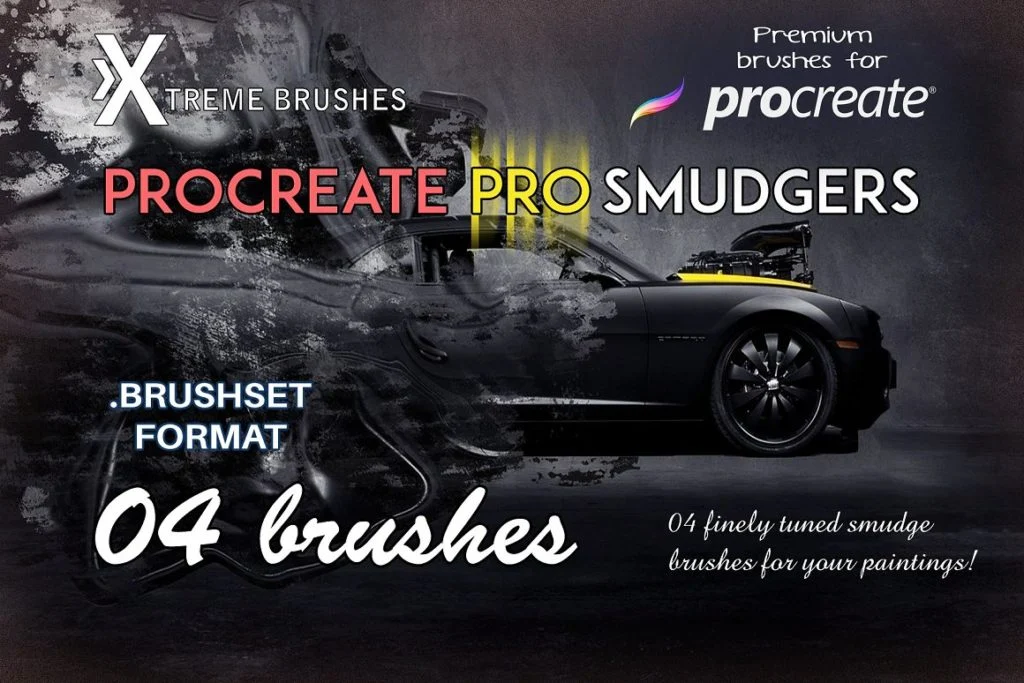 XTREME BRUSHES
Premium
brushes for
procreate®
PROCREATE PRO SMUDGERS
.BRUSHSET
FORMAT
04 brushes
04 finely tuned smudge
brushes for your paintings!